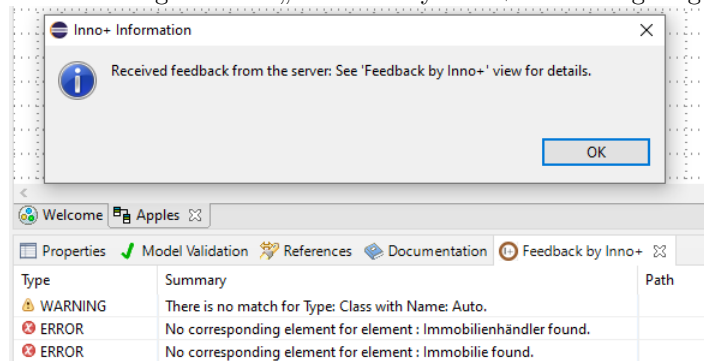 Inno+ Information
Received feedback from the server: See 'Feedback by Inno+' view for details.
OK
Welcome Apples
Properties Model Validation References Documentation Feedback by Inno+
Type Summary Path
WARNING There is no match for Type: Class with Name: Auto.
ERROR No corresponding element for element : Immobilienhändler found.
ERROR No corresponding element for element : Immobilie found.